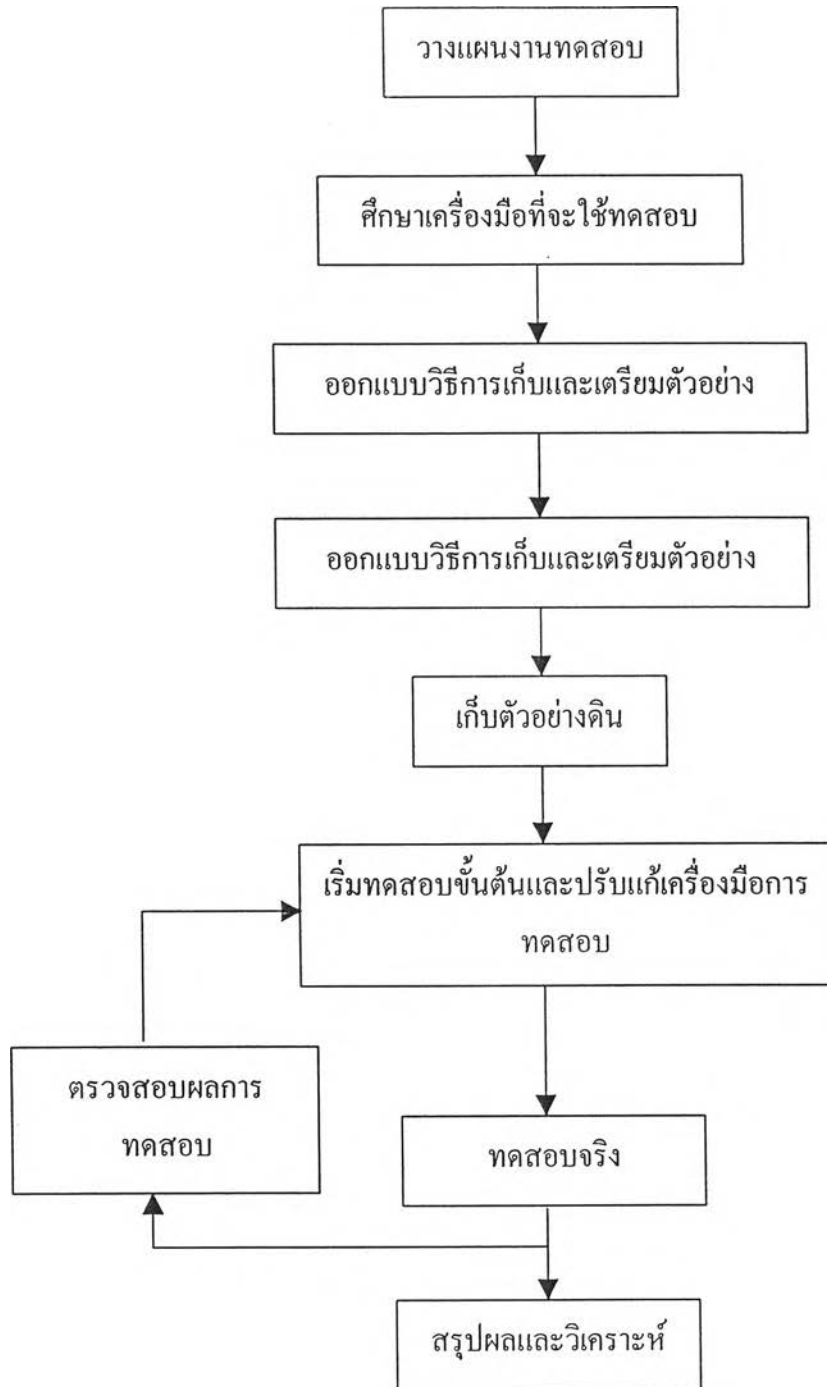 วางแผนงานทดสอบ
ศึกษาเครื่องมือที่จะใช้ทดสอบ
ออกแบบวิธีการเก็บและเตรียมตัวอย่าง
ออกแบบวิธีการเก็บและเตรียมตัวอย่าง
เก็บตัวอย่างดิน
เริ่มทดสอบขั้นต้นและปรับแก้เครื่องมือการ
ทดสอบ
ตรวจสอบผลการ
ทดสอบ
ทดสอบจริง
สรุปผลและวิเคราะห์